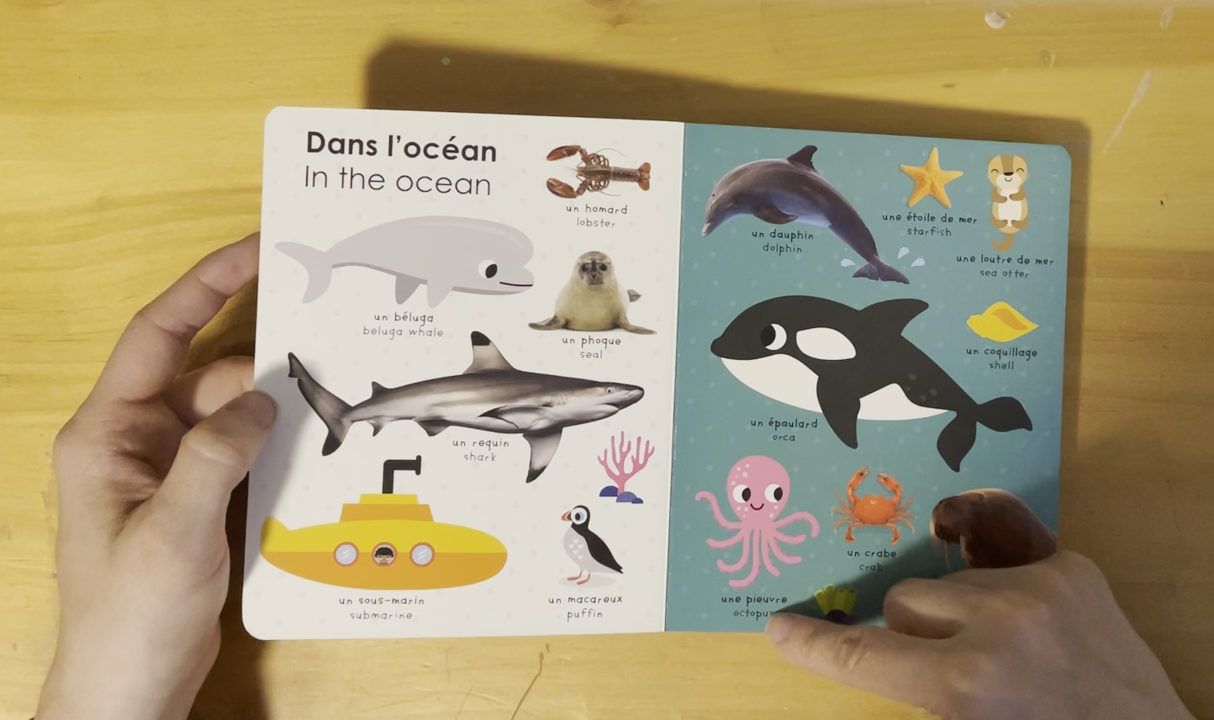 Dans l'océan
In the ocean
un homard
lobster
un béluga
beluga whale
un phoque
seal
un requin
shark
un sous-marin
submarine
un macareux
puffin
un dauphin
dolphin
une étoile de mer
starfish
une loutre de mer
sea otter
un coquillage
shell
un épaulard
orca
un crabe
crab
une pieuvre